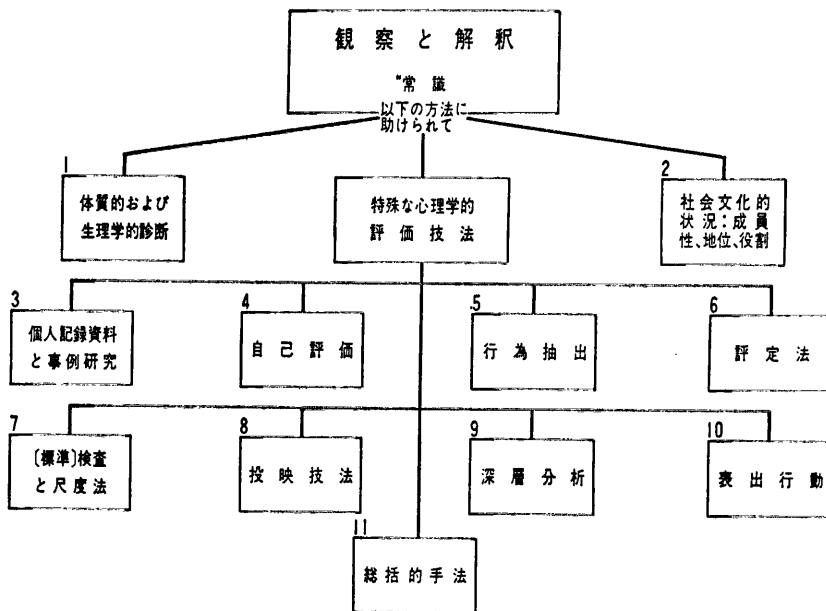 観察と解釈
"常識
以下の方法に
助けられて
1
体質的および
生理学的診断
特殊な心理学的
評価技法
2
社会文化的
状況:成員
性、地位、役割
3
個人記録資料
と事例研究
4
自己評価
5
行為抽出
6
評定法
7
〔標準〕検査
と尺度法
8
投映技法
9
深層分析
10
表出行動
11
総括的手法